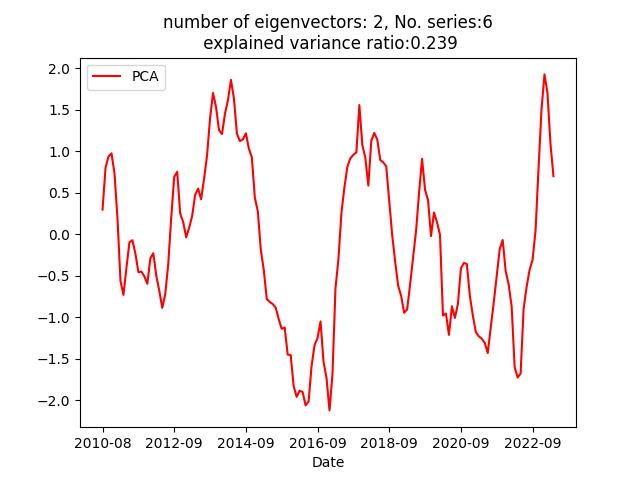 number of eigenvectors: 2, No. series:6
explained variance ratio:0.239
PCA
2.0
1.5
1.0
0.5
0.0
−0.5
−1.0
−1.5
−2.0
2010-08 2012-09 2014-09 2016-09 2018-09 2020-09 2022-09
Date